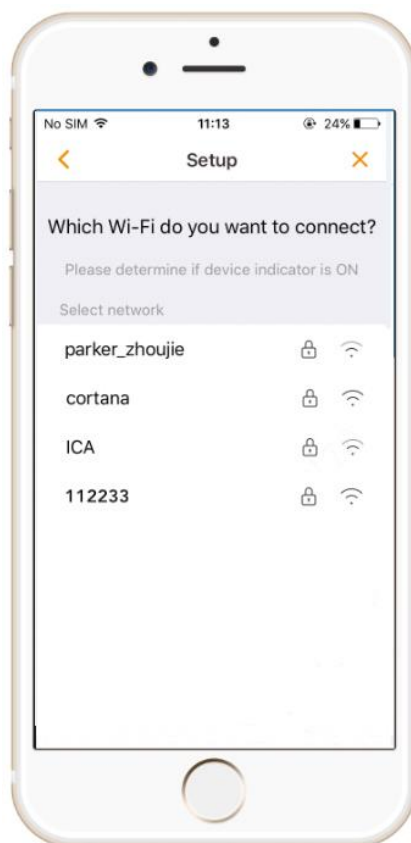 No SIM 11:13 24%
Setup
Which Wi-Fi do you want to connect?
Please determine if device indicator is ON
Select network
parker_zhoujie
cortana
ICA
112233